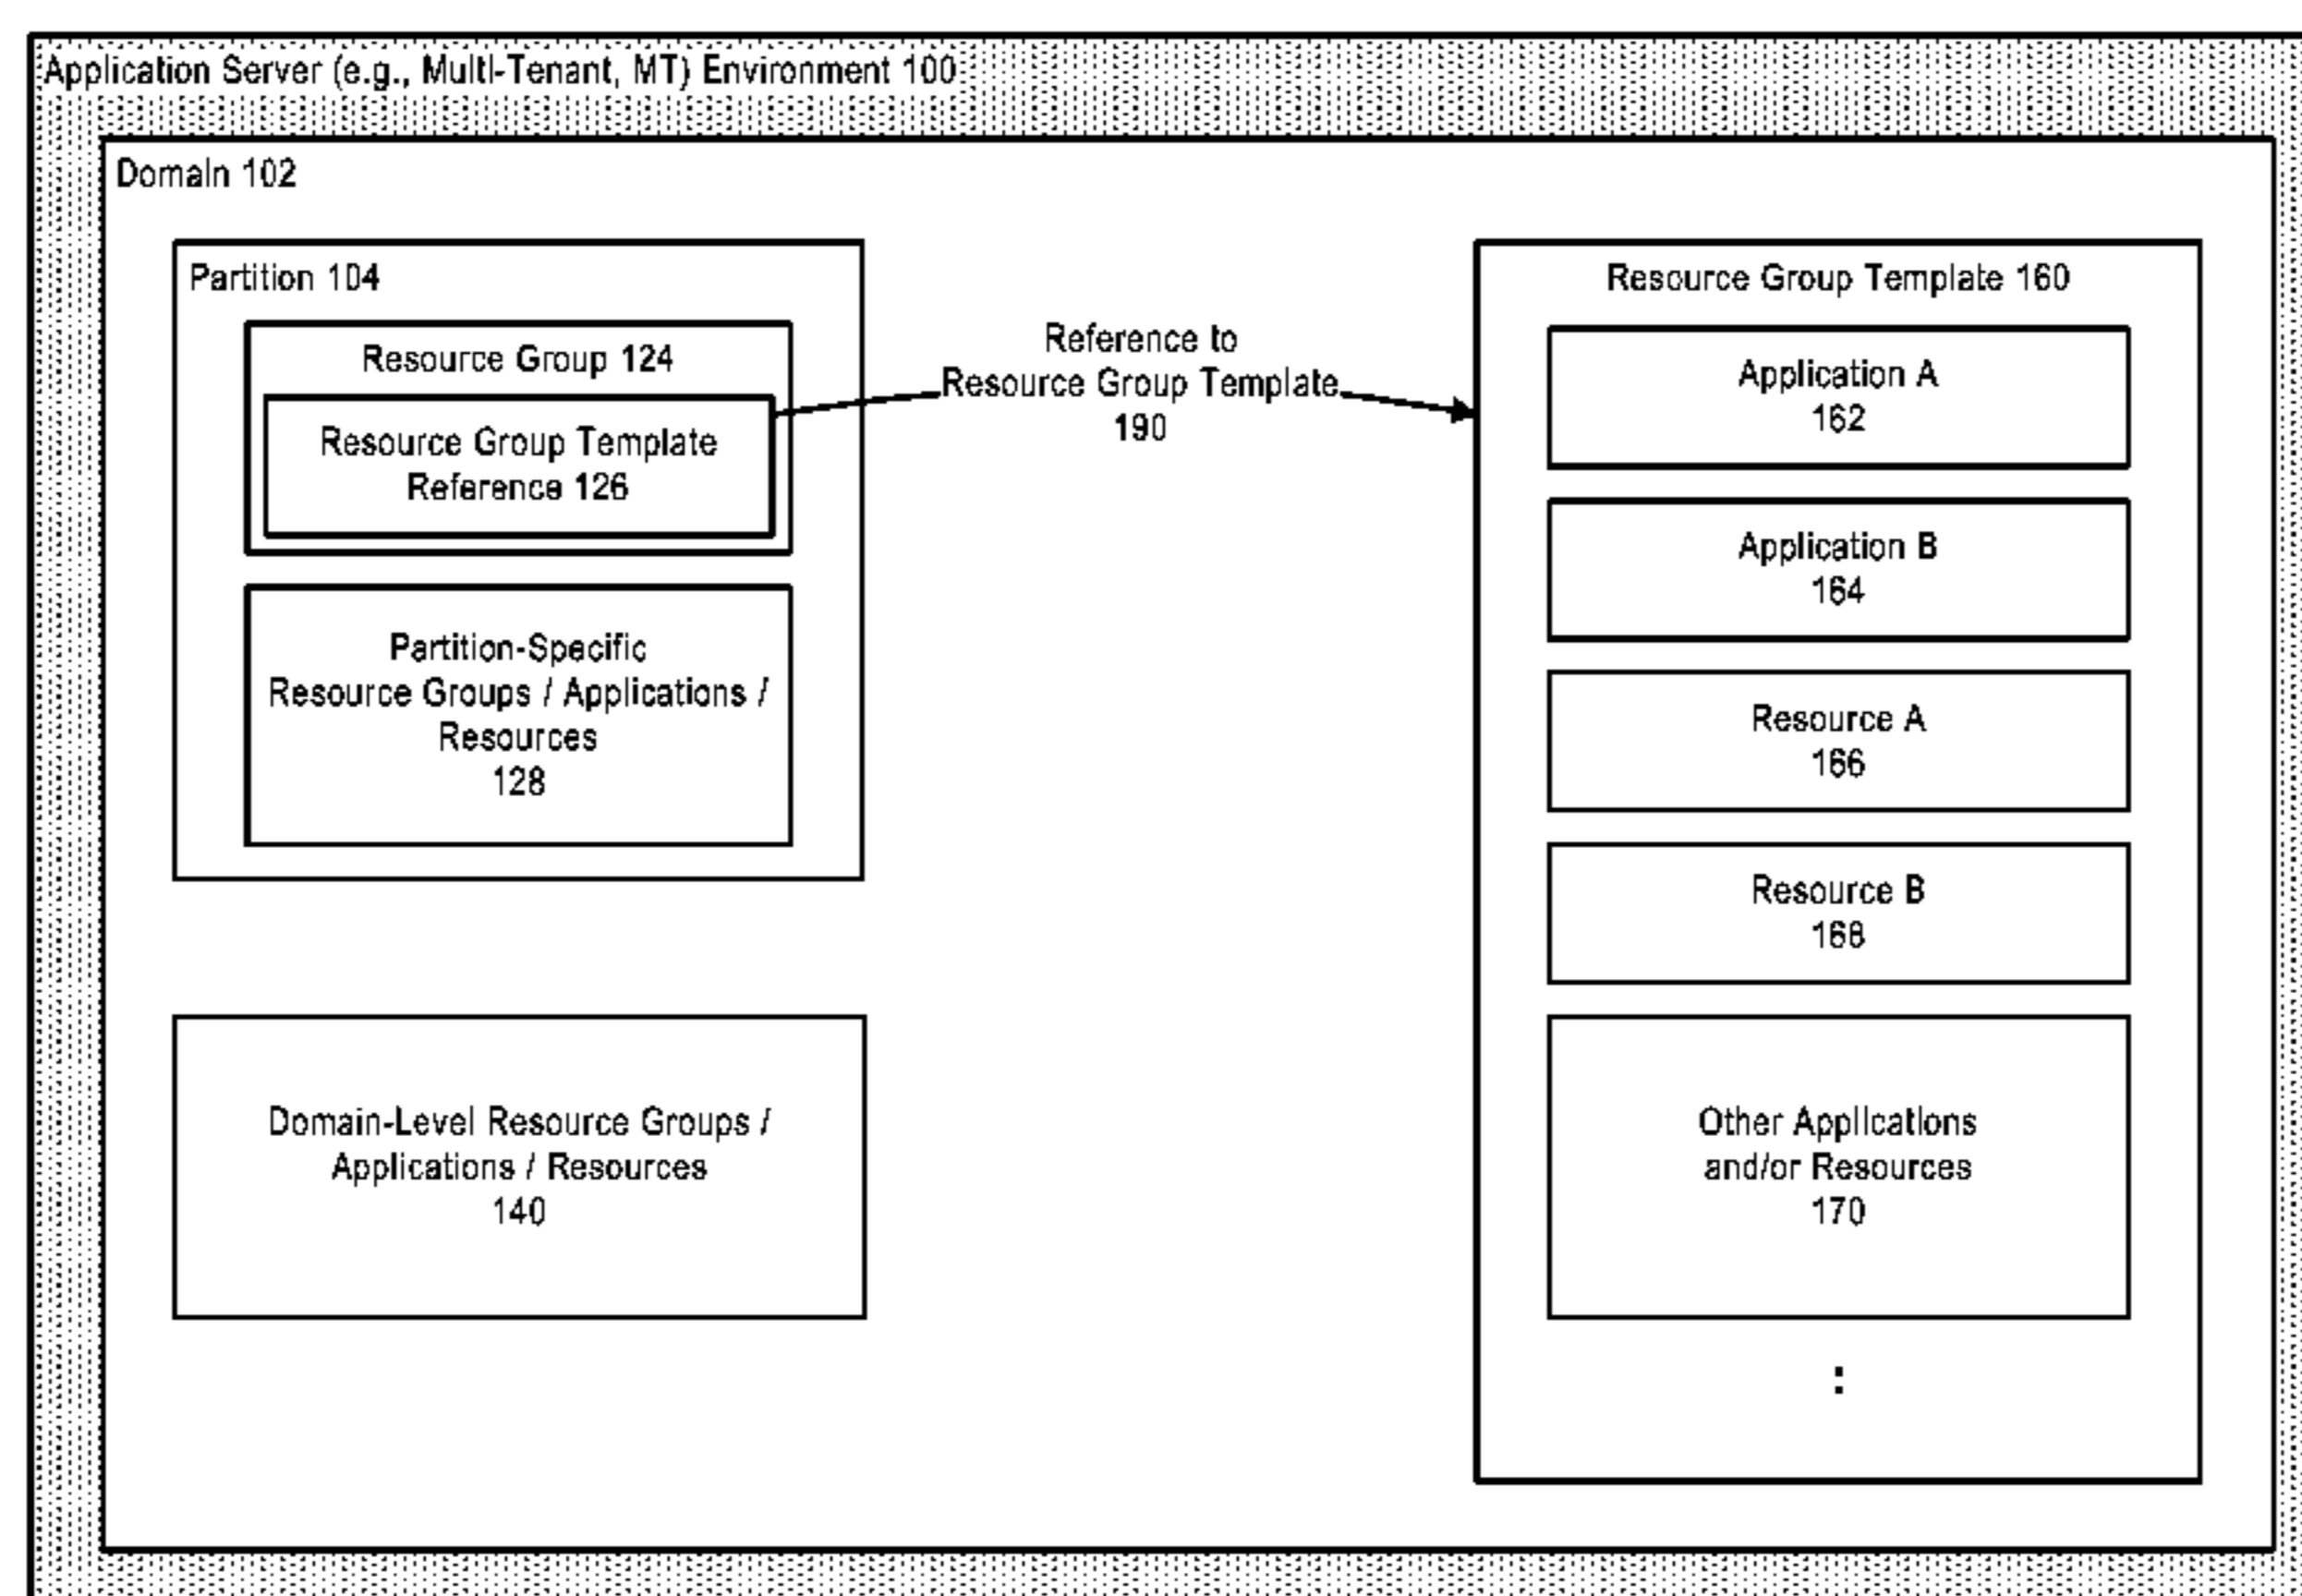 Application Server (e.g., Multi-Tenant, MT) Environment 100
Domain 102
Partition 104
Resource Group 124
Resource Group Template
Reference 126
Partition-Specific
Resource Groups / Applications /
Resources
128
Domain-Level Resource Groups /
Applications / Resources
140
Reference to
Resource Group Template
190
Resource Group Template 160
Application A
162
Application B
164
Resource A
166
Resource B
168
Other Applications
and/or Resources
170
: